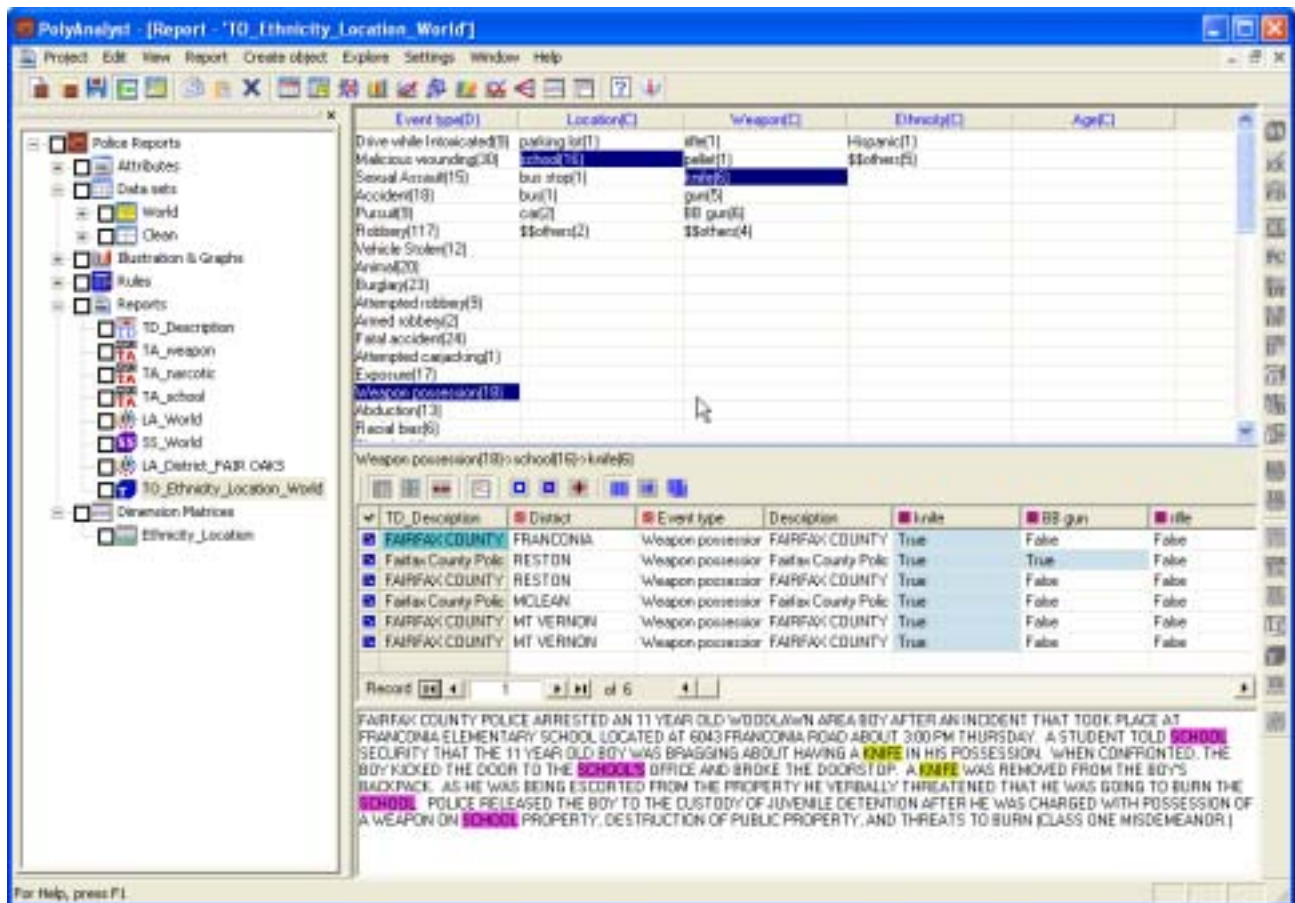 PolyAnalyst - [Report - 'TO_Ethnicity_Location_World']
Project Edit View Report Create object Explore Settings Window Help
Police Reports
Attributes
Data sets
World
Clean
Illustration & Graphs
Rules
Reports
TD_Description
TA_weapon
TA_narcotic
TA_school
LA_World
SS_World
LA_District_FAIR OAKS
TO_Ethnicity_Location_World
Dimension Matrices
Ethnicity_Location
Event type[D] Location[C] Weapon[C] Ethnicity[C] Age[C]
Drive while Intoxicated(9) parking lot(1) rifle(1) Hispanic(1)
Malicious wounding(30) school(16) pellet(1) $$others(5)
Sexual Assault(15) bus stop(1) knife(6)
Accident(18) bus(1) gun(5)
Pursuit(9) car(2) BB gun(6)
Robbery(117) $$others(2) $$others(4)
Vehicle Stolen(12)
Animal(20)
Burglary(23)
Attempted robbery(9)
Armed robbery(2)
Fatal accident(24)
Attempted carjacking(1)
Exposure(17)
Weapon possession(18)
Abduction(13)
Racial bias(6)
Weapon possession(18)->school(16)->knife(6)
TD_Description District Event type Description knife BB gun rifle
FAIRFAX COUNTY FRANCONIA Weapon possession FAIRFAX COUNTY True False False
Fairfax County Polic RESTON Weapon possession Fairfax County Polic True True False
FAIRFAX COUNTY RESTON Weapon possession FAIRFAX COUNTY True False False
Fairfax County Polic MCLEAN Weapon possession Fairfax County Polic True False False
FAIRFAX COUNTY MT VERNON Weapon possession FAIRFAX COUNTY True False False
FAIRFAX COUNTY MT VERNON Weapon possession FAIRFAX COUNTY True False False
Record 1 of 6
FAIRFAX COUNTY POLICE ARRESTED AN 11 YEAR OLD WOODLAWN AREA BOY AFTER AN INCIDENT THAT TOOK PLACE AT
FRANCONIA ELEMENTARY SCHOOL LOCATED AT 6043 FRANCONIA ROAD ABOUT 3:00 PM THURSDAY. A STUDENT TOLD SCHOOL
SECURITY THAT THE 11 YEAR OLD BOY WAS BRAGGING ABOUT HAVING A KNIFE IN HIS POSSESSION. WHEN CONFRONTED, THE
BOY KICKED THE DOOR TO THE SCHOOL'S OFFICE AND BROKE THE DOORSTOP. A KNIFE WAS REMOVED FROM THE BOY'S
BACKPACK. AS HE WAS BEING ESCORTED FROM THE PROPERTY HE VERBALLY THREATENED THAT HE WAS GOING TO BURN THE
SCHOOL. POLICE RELEASED THE BOY TO THE CUSTODY OF JUVENILE DETENTION AFTER HE WAS CHARGED WITH POSSESSION OF
A WEAPON ON SCHOOL PROPERTY, DESTRUCTION OF PUBLIC PROPERTY, AND THREATS TO BURN (CLASS ONE MISDEMEANOR.)
For Help, press F1